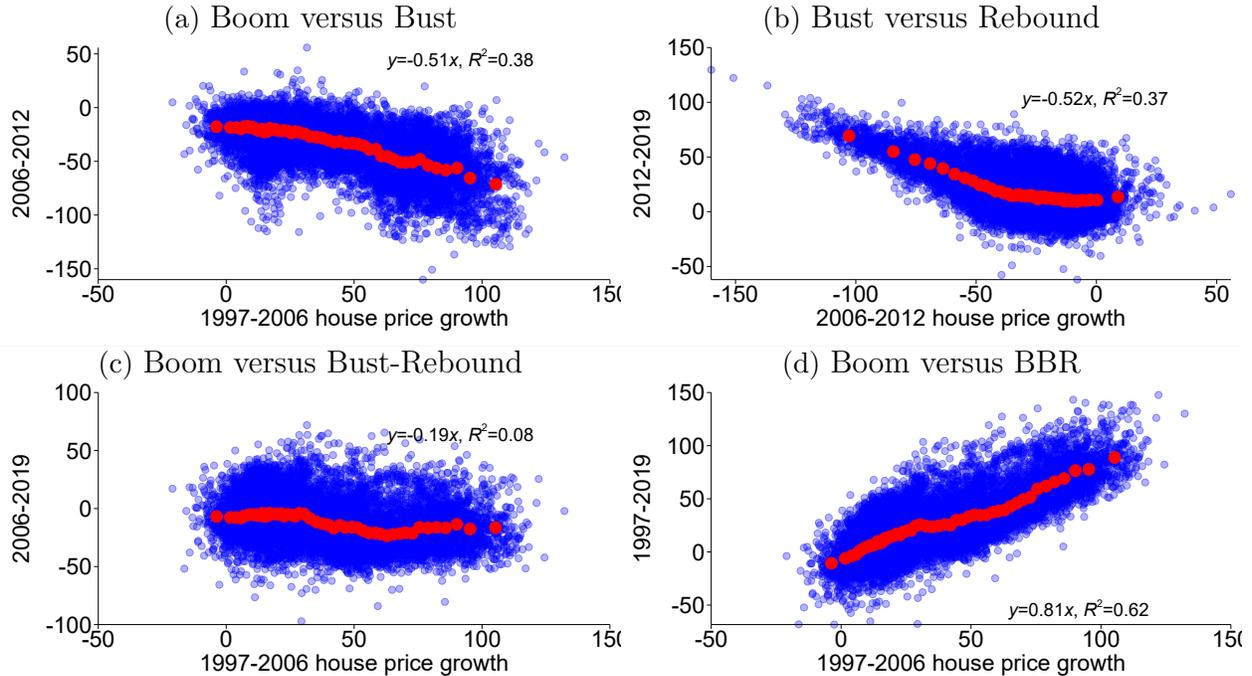 (a) Boom versus Bust
y=-0.51x, R²=0.38
50
0
-50
-100
-150
2006-2012
-50 0 50 100 150
1997-2006 house price growth
(b) Bust versus Rebound
y=-0.52x, R²=0.37
150
100
50
0
-50
2012-2019
-150 -100 -50 0 50
2006-2012 house price growth
(c) Boom versus Bust-Rebound
y=-0.19x, R²=0.08
100
50
0
-50
-100
2006-2019
-50 0 50 100 150
1997-2006 house price growth
(d) Boom versus BBR
150
100
50
0
-50
1997-2019
y=0.81x, R²=0.62
-50 0 50 100 150
1997-2006 house price growth